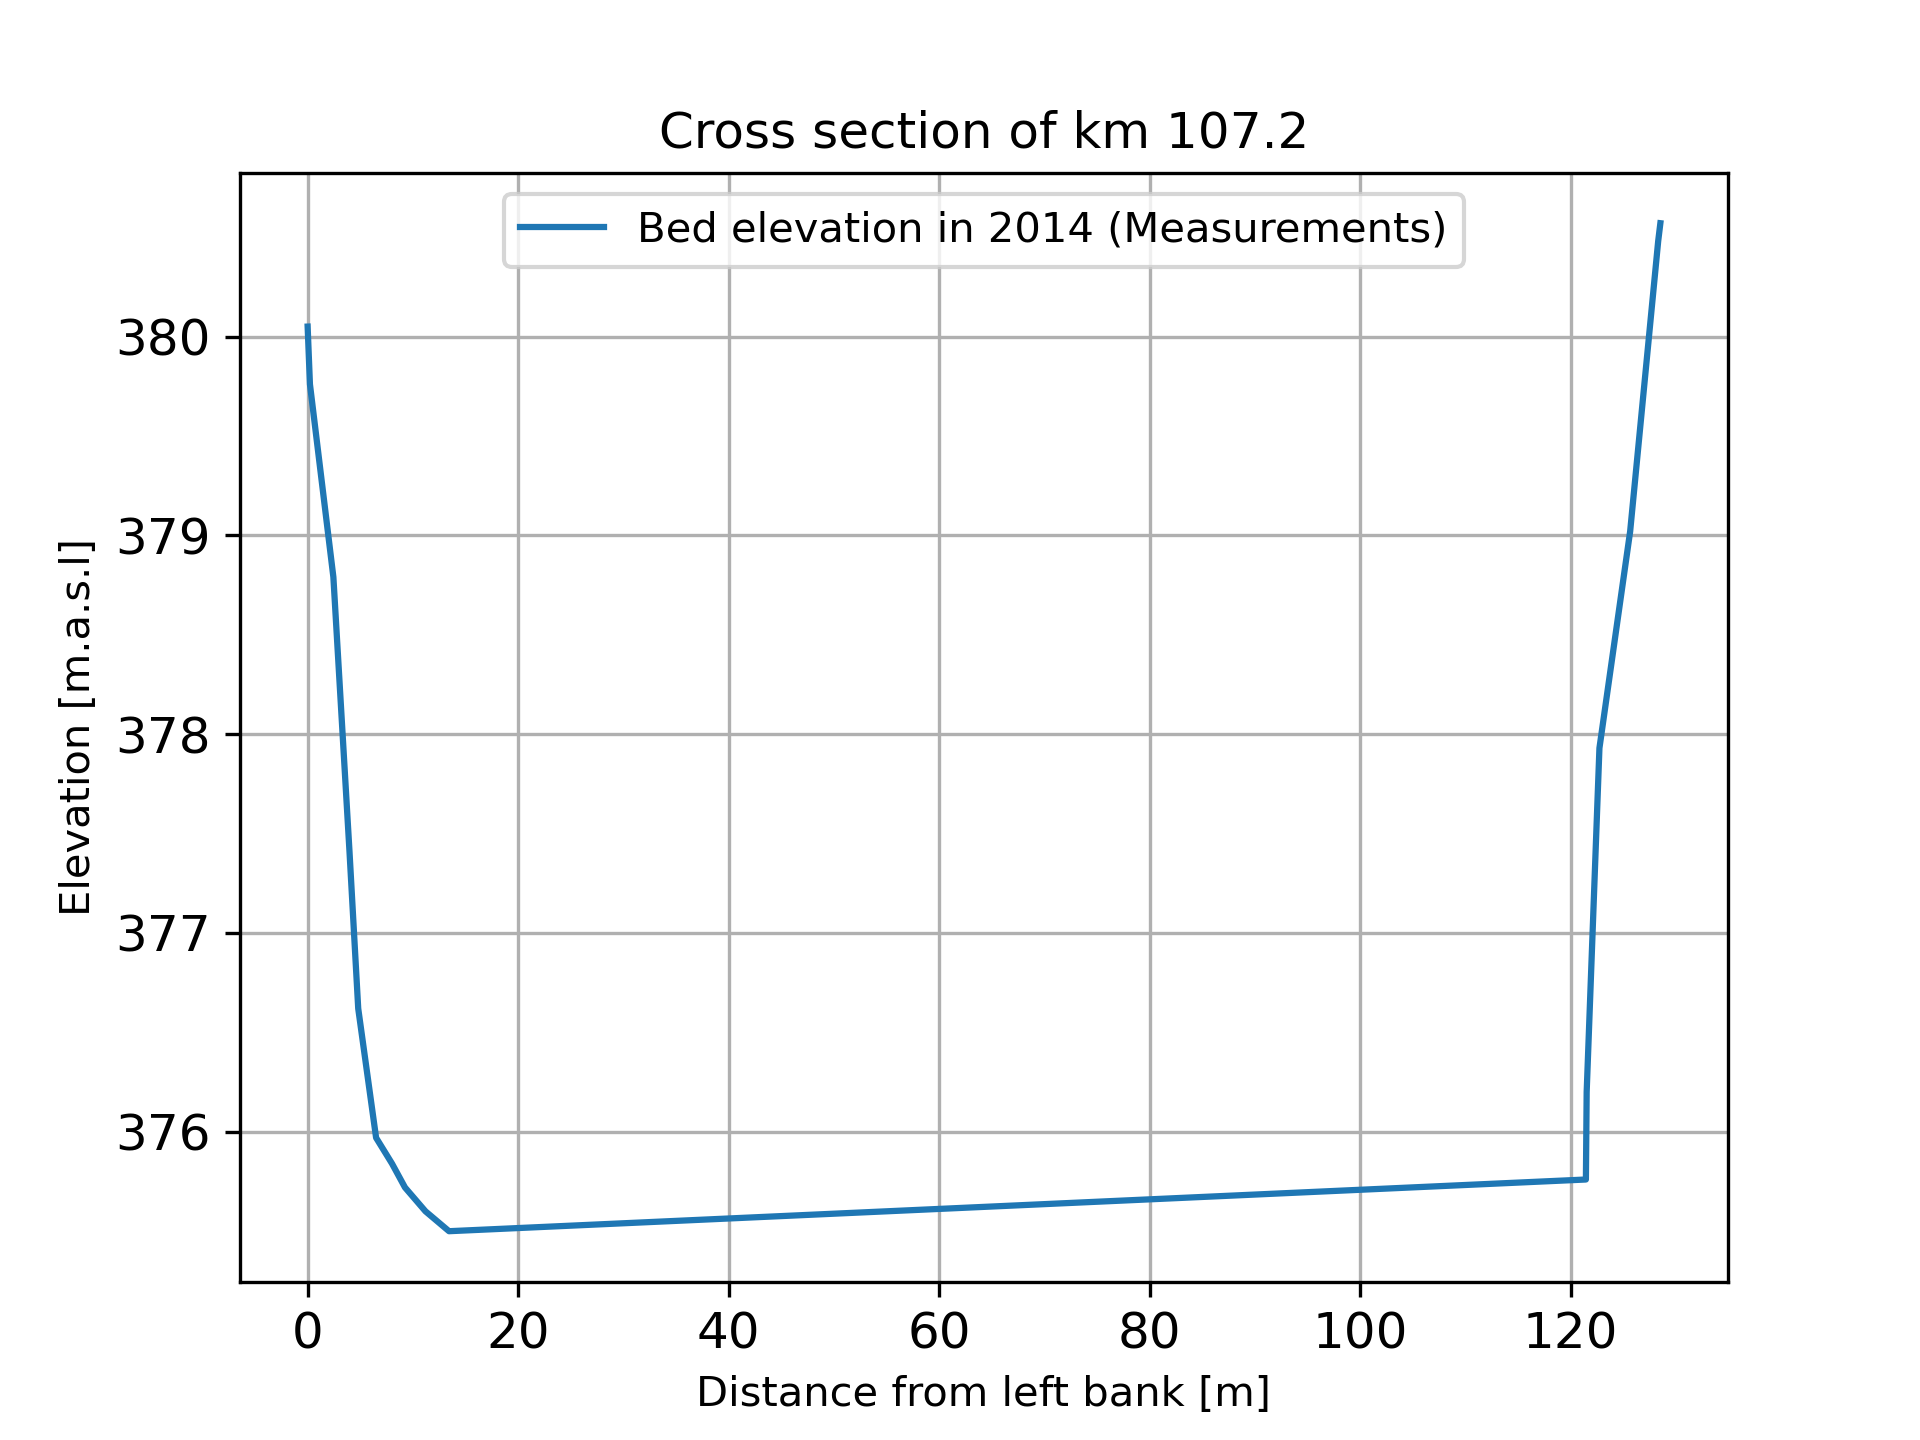 Cross section of km 107.2
Bed elevation in 2014 (Measurements)
380
379
378
377
376
Elevation [m.a.s.l]
0 20 40 60 80 100 120
Distance from left bank [m]